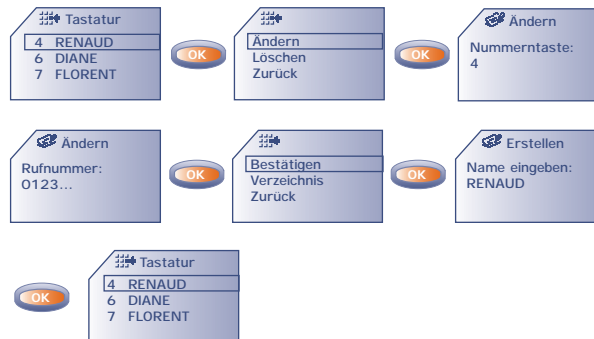 Tastatur
4 RENAUD
6 DIANE
7 FLORENT
OK
Ändern
Löschen
Zurück
OK
Ändern
Nummerntaste:
4
Ändern
Rufnummer:
0123...
OK
Bestätigen
Verzeichnis
Zurück
OK
Erstellen
Name eingeben:
RENAUD
OK
Tastatur
4 RENAUD
6 DIANE
7 FLORENT